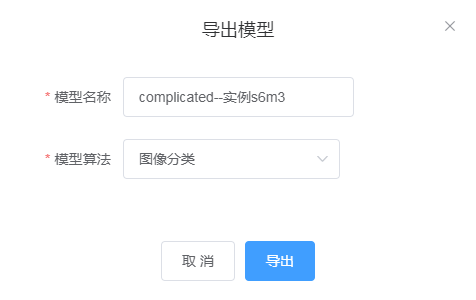 导出模型
* 模型名称 complicated--实例s6m3
* 模型算法 图像分类
取 消 导出